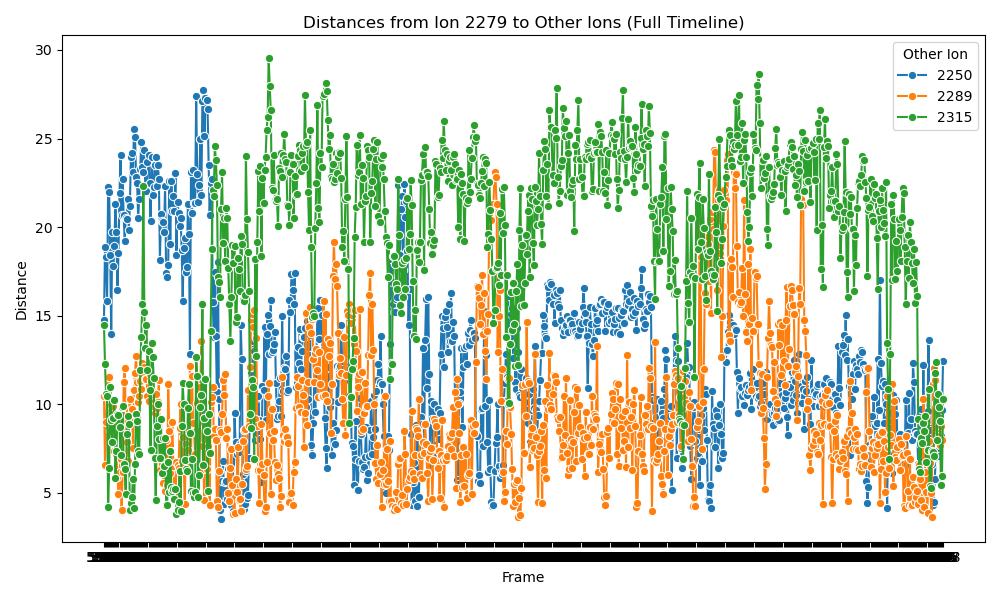 Distances from Ion 2279 to Other Ions (Full Timeline)
30
25
20
15
10
5
Distance
Frame
Other Ion
2250
2289
2315